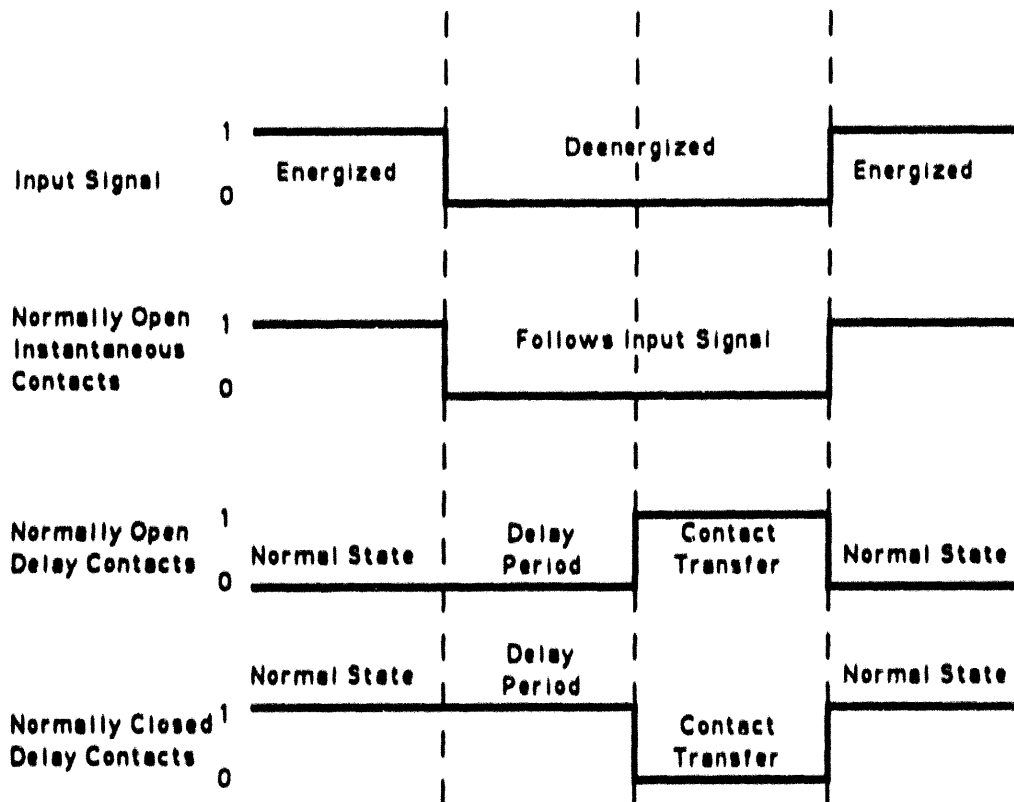 1
Deenergized
Energized
Energized
Input Signal
0
Normally Open
Instantaneous
Contacts
1
Follows Input Signal
0
Normally Open
Delay Contacts
1
0
Normal State
Delay
Period
Contact
Transfer
Normal State
Normal State
Delay
Period
Normal State
Normally Closed
Delay Contacts
1
0
Contact
Transfer